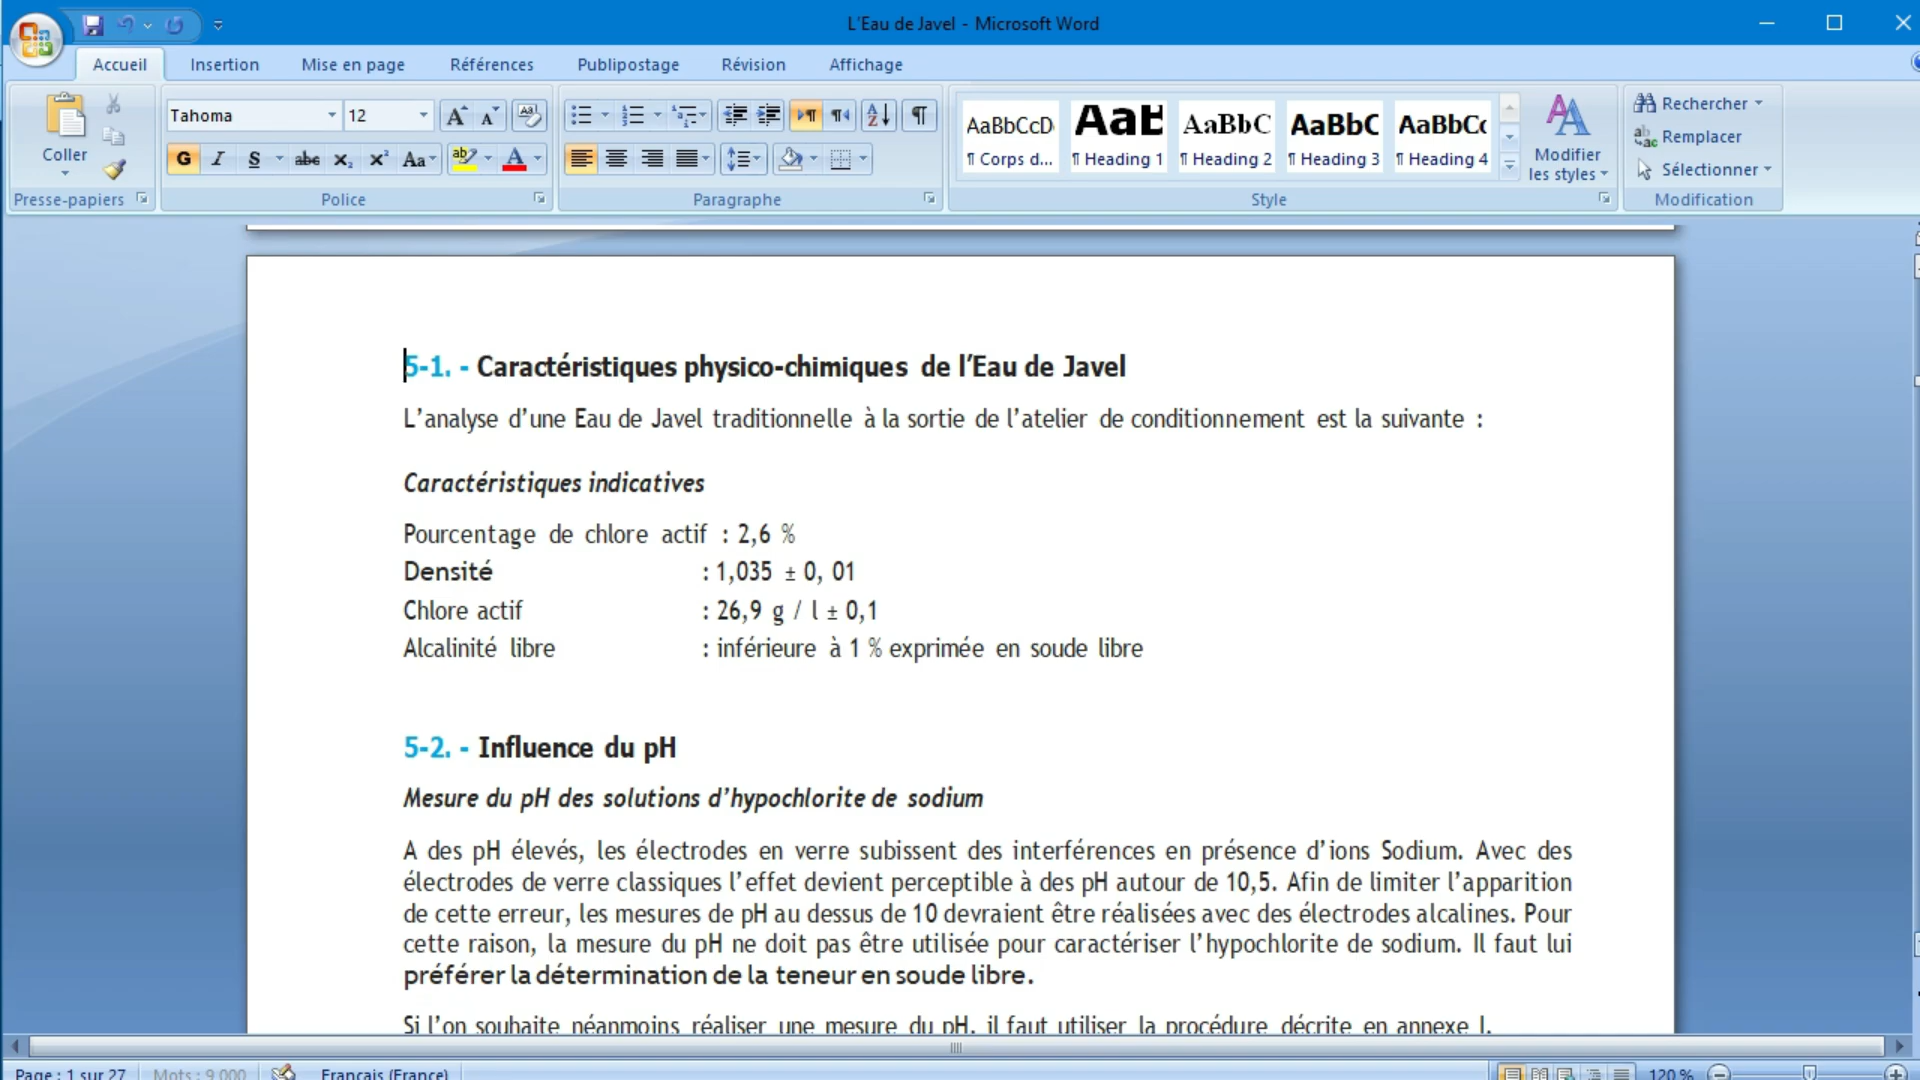 L'Eau de Javel - Microsoft Word
Accueil Insertion Mise en page Références Publipostage Révision Affichage
Coller
Presse-papiers
Tahoma 12
G I S abc x₂ x² Aa
Police
Paragraphe
AaBbCcD AaB AaBbC AaBbC AaBbCc
¶ Corps d... ¶ Heading 1 ¶ Heading 2 ¶ Heading 3 ¶ Heading 4
Style
Modifier
les styles
Rechercher
Remplacer
Sélectionner
Modification
5-1. - Caractéristiques physico-chimiques de l'Eau de Javel
L'analyse d'une Eau de Javel traditionnelle à la sortie de l'atelier de conditionnement est la suivante :
Caractéristiques indicatives
Pourcentage de chlore actif : 2,6 %
Densité : 1,035 ± 0, 01
Chlore actif : 26,9 g / l ± 0,1
Alcalinité libre : inférieure à 1 % exprimée en soude libre
5-2. - Influence du pH
Mesure du pH des solutions d'hypochlorite de sodium
A des pH élevés, les électrodes en verre subissent des interférences en présence d'ions Sodium. Avec des
électrodes de verre classiques l'effet devient perceptible à des pH autour de 10,5. Afin de limiter l'apparition
de cette erreur, les mesures de pH au dessus de 10 devraient être réalisées avec des électrodes alcalines. Pour
cette raison, la mesure du pH ne doit pas être utilisée pour caractériser l'hypochlorite de sodium. Il faut lui
préférer la détermination de la teneur en soude libre.
Si l'on souhaite néanmoins réaliser une mesure du pH, il faut utiliser la procédure décrite en annexe I.
Page : 1 sur 27 Mots : 9 000 Français (France) 120 %